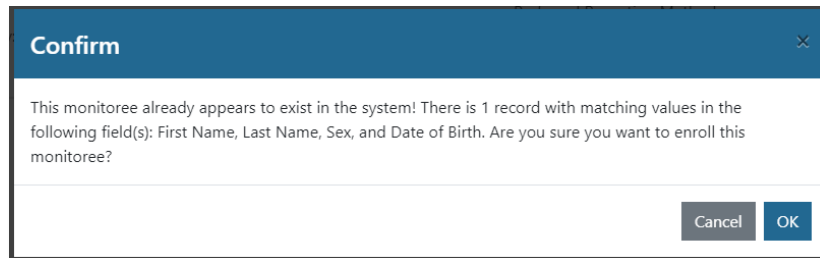 Confirm
×
This monitoree already appears to exist in the system! There is 1 record with matching values in the
following field(s): First Name, Last Name, Sex, and Date of Birth. Are you sure you want to enroll this
monitoree?
Cancel OK